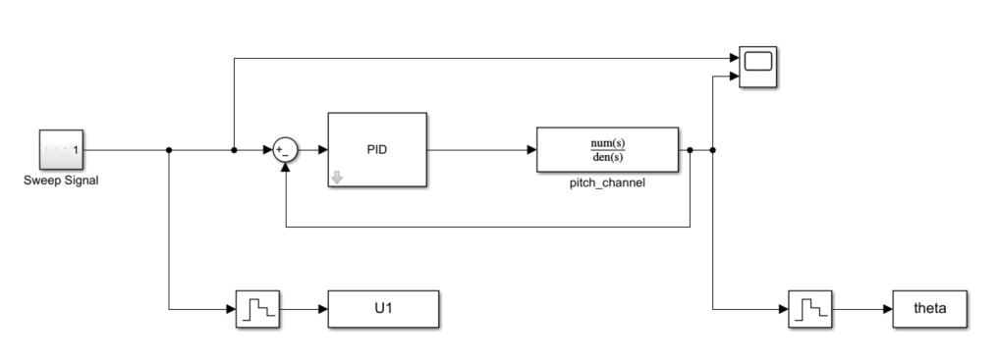 1
Sweep Signal
+
−
PID
num(s)
den(s)
pitch_channel
U1
theta